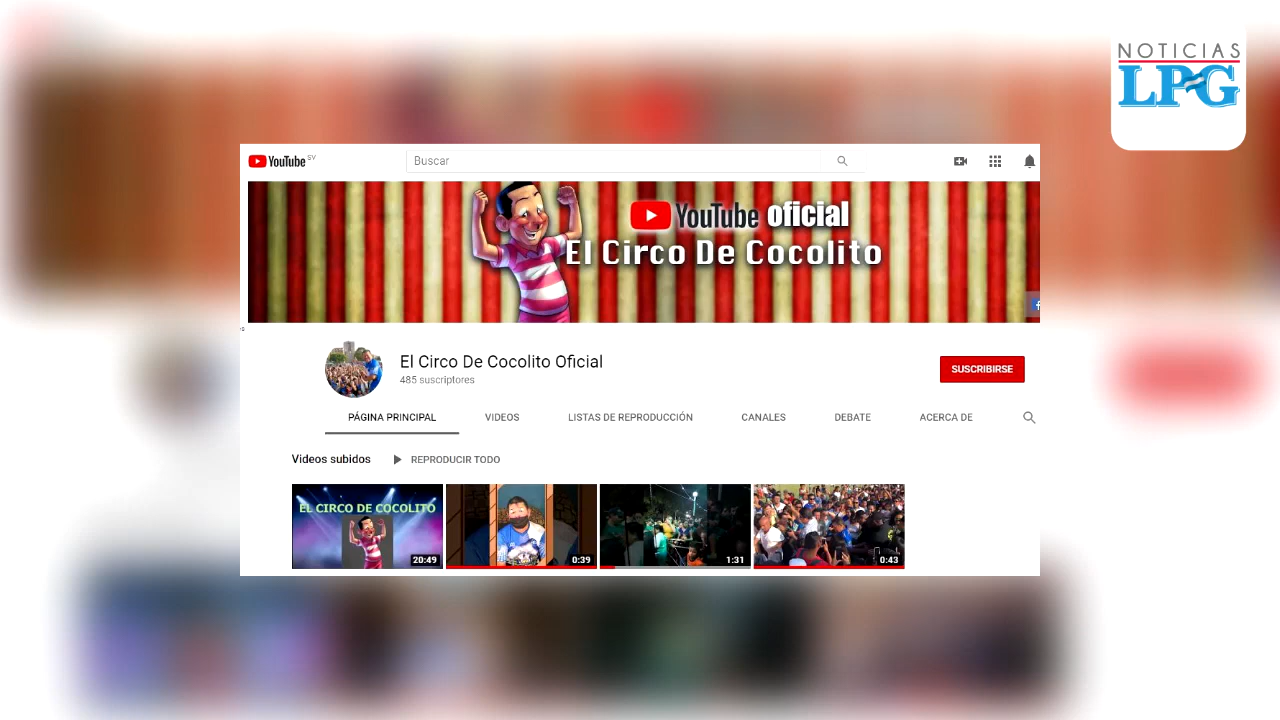 NOTICIAS
LPG
YouTube SV
Buscar
YouTube oficial
El Circo De Cocolito
El Circo De Cocolito Oficial
485 suscriptores
SUSCRIBIRSE
PÁGINA PRINCIPAL VIDEOS LISTAS DE REPRODUCCIÓN CANALES DEBATE ACERCA DE
Videos subidos REPRODUCIR TODO
EL CIRCO DE COCOLITO
20:49 0:39 1:31 0:43